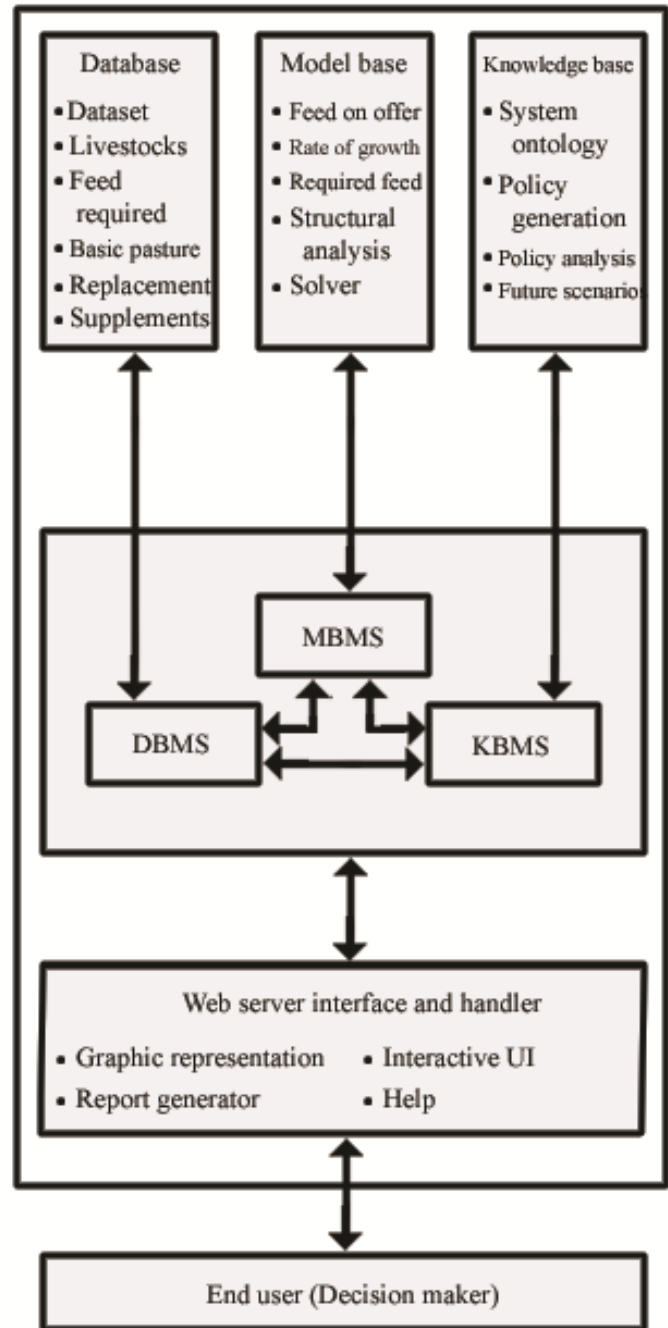 Database
• Dataset
• Livestocks
• Feed
required
• Basic pasture
• Replacement
• Supplements
Model base
• Feed on offer
• Rate of growth
• Required feed
• Structural
analysis
• Solver
Knowledge base
• System
ontology
• Policy
generation
• Policy analysis
• Future scenarios
MBMS
DBMS
KBMS
Web server interface and handler
• Graphic representation
• Report generator
• Interactive UI
• Help
End user (Decision maker)